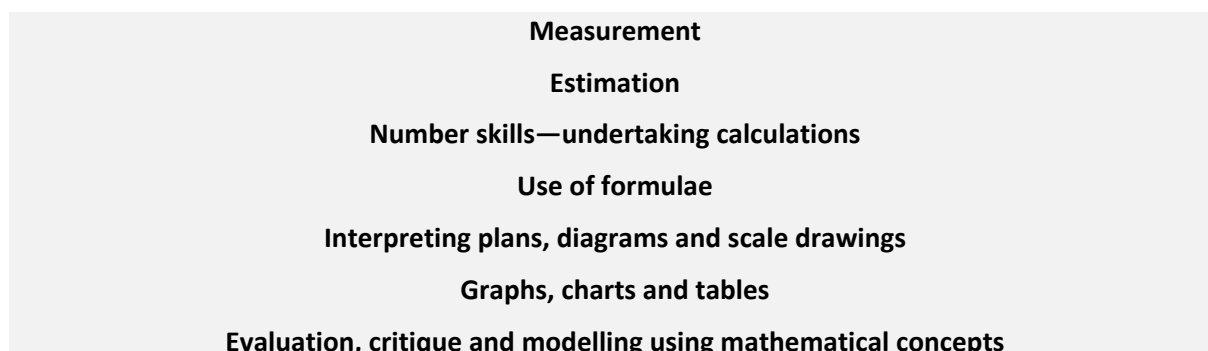 Measurement
Estimation
Number skills—undertaking calculations
Use of formulae
Interpreting plans, diagrams and scale drawings
Graphs, charts and tables
Evaluation, critique and modelling using mathematical concepts